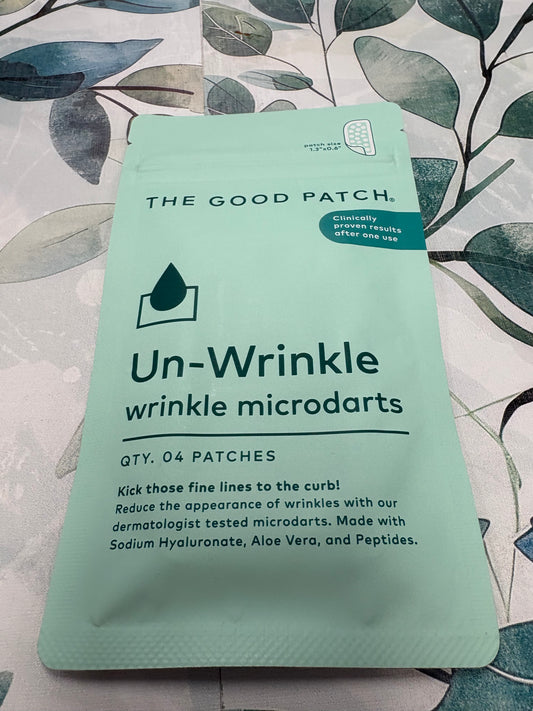 patch size
1.3"x0.6"
THE GOOD PATCH®
Clinically
proven results
after one use
Un-Wrinkle
wrinkle microdarts
QTY. 04 PATCHES
Kick those fine lines to the curb!
Reduce the appearance of wrinkles with our
dermatologist tested microdarts. Made with
Sodium Hyaluronate, Aloe Vera, and Peptides.